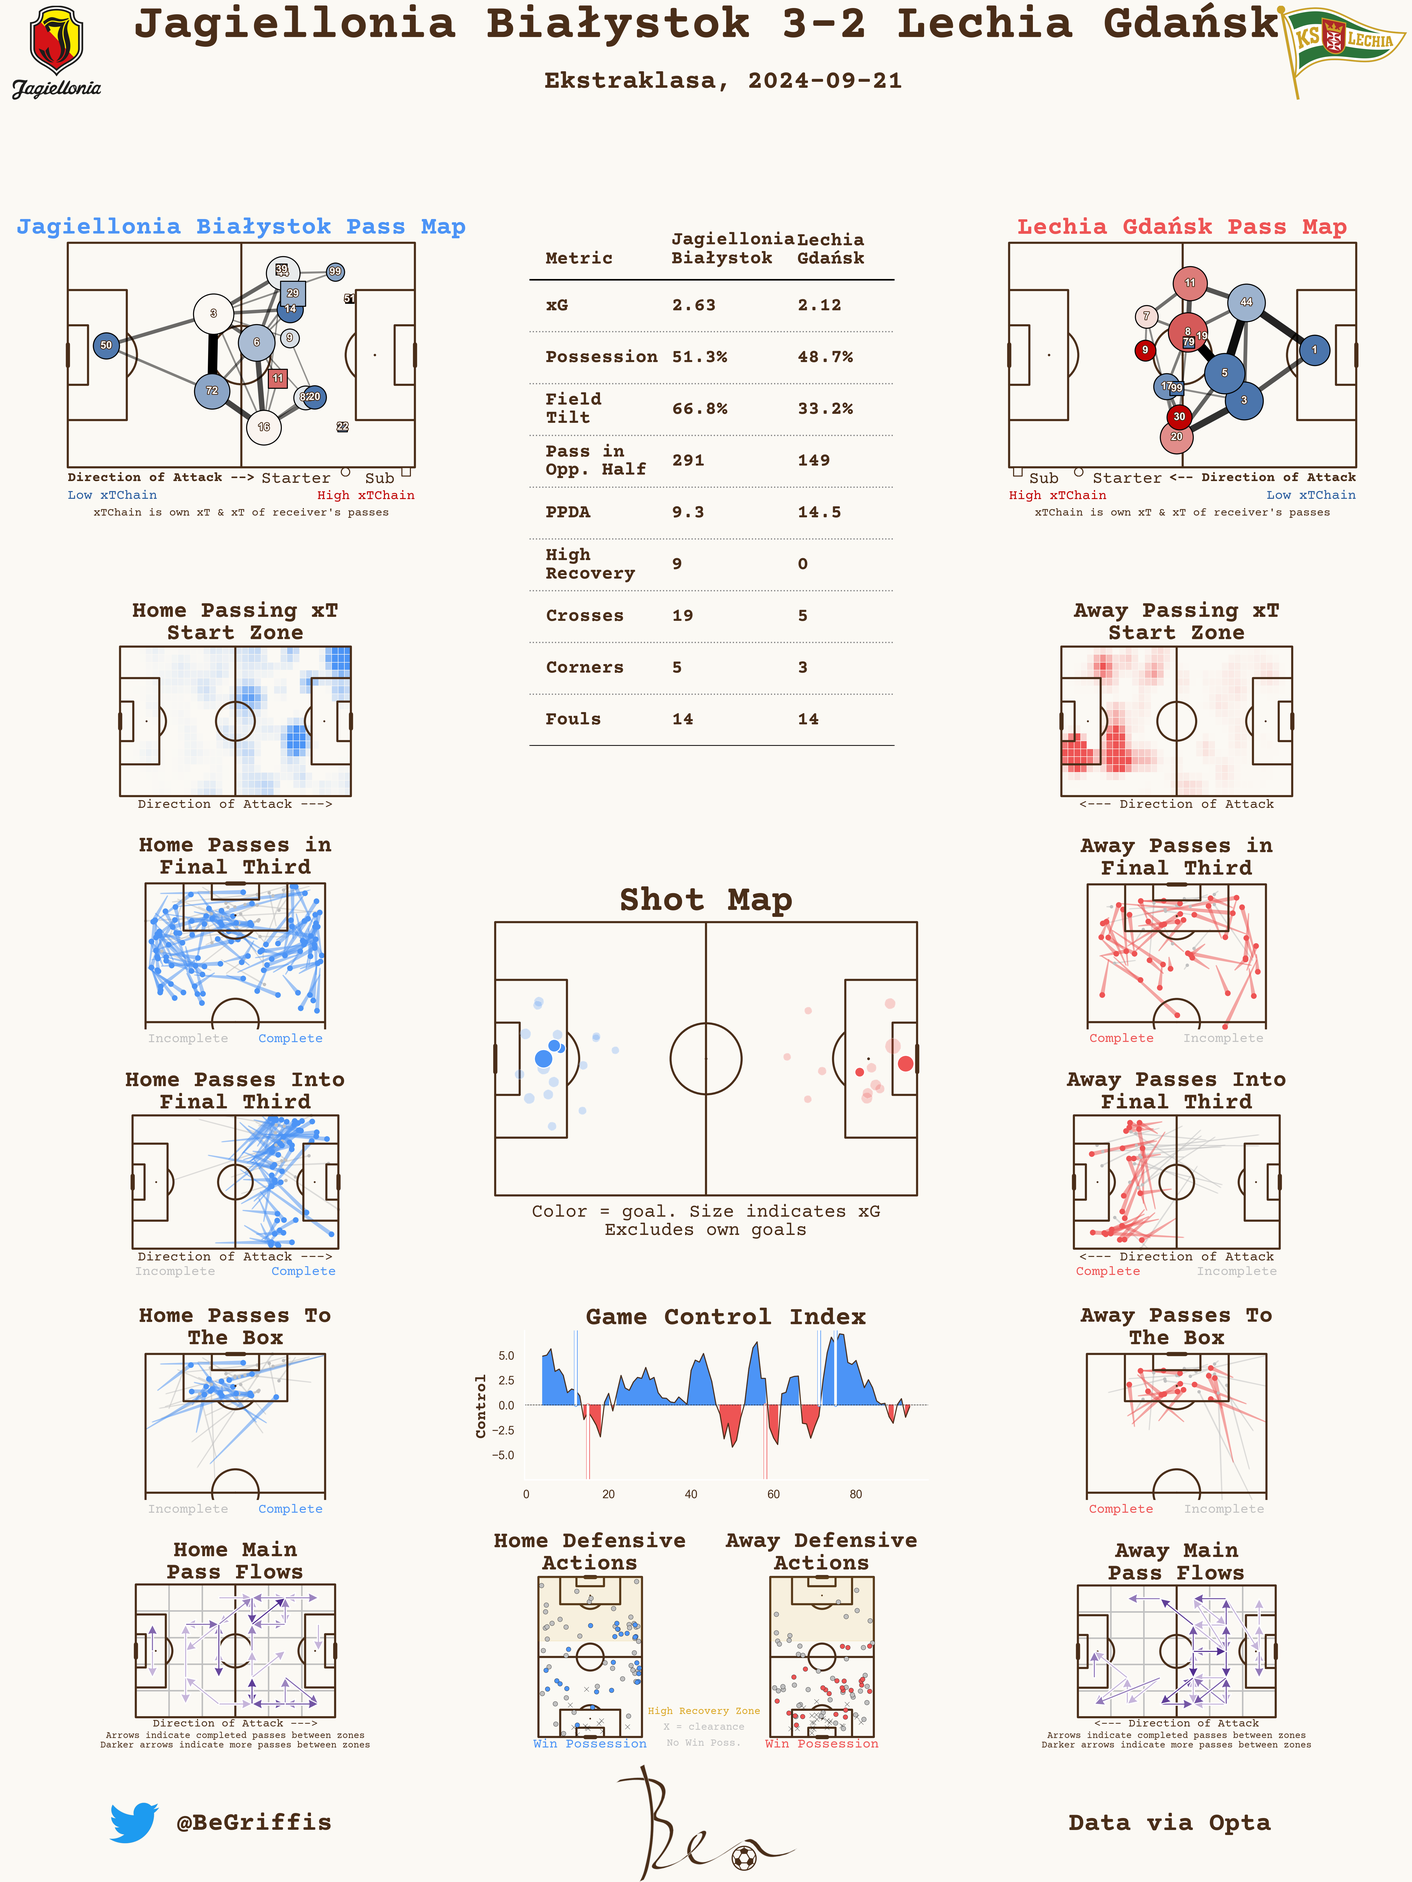 Jagiellonia Białystok 3-2 Lechia Gdańsk
Jagiellonia
KS LECHIA
Ekstraklasa, 2024-09-21
Jagiellonia Białystok Pass Map
39
99
29
51
14
3
9
6
50
11
72
20
16
22
Direction of Attack --> Starter Sub
Low xTChain High xTChain
xTChain is own xT & xT of receiver's passes
Metric Jagiellonia Białystok Lechia Gdańsk
xG 2.63 2.12
Possession 51.3% 48.7%
Field Tilt 66.8% 33.2%
Pass in Opp. Half 291 149
PPDA 9.3 14.5
High Recovery 9 0
Crosses 19 5
Corners 5 3
Fouls 14 14
Lechia Gdańsk Pass Map
11
44
7
8
19
79
9
1
5
17
99
3
30
20
Sub Starter <-- Direction of Attack
High xTChain Low xTChain
xTChain is own xT & xT of receiver's passes
Home Passing xT
Start Zone
Direction of Attack --->
Away Passing xT
Start Zone
<--- Direction of Attack
Home Passes in
Final Third
Incomplete Complete
Shot Map
Color = goal. Size indicates xG
Excludes own goals
Away Passes in
Final Third
Complete Incomplete
Home Passes Into
Final Third
Direction of Attack --->
Incomplete Complete
Away Passes Into
Final Third
<--- Direction of Attack
Complete Incomplete
Home Passes To
The Box
Incomplete Complete
Game Control Index
Control
5.0
2.5
0.0
−2.5
−5.0
0 20 40 60 80
Away Passes To
The Box
Complete Incomplete
Home Main
Pass Flows
Direction of Attack --->
Arrows indicate completed passes between zones
Darker arrows indicate more passes between zones
Home Defensive
Actions
Win Possession
High Recovery Zone
X = clearance
No Win Poss.
Away Defensive
Actions
Win Possession
Away Main
Pass Flows
<--- Direction of Attack
Arrows indicate completed passes between zones
Darker arrows indicate more passes between zones
@BeGriffis
Ben
Data via Opta